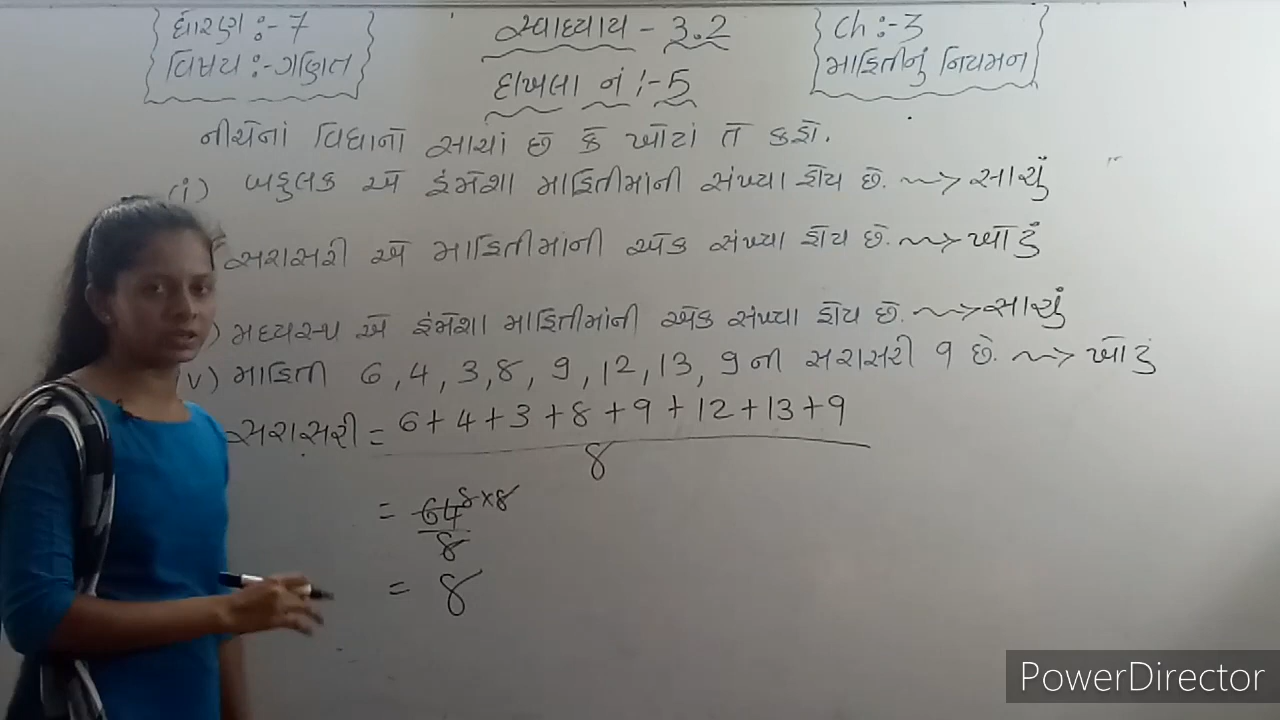 ધોરણ :- 7
વિષય :- ગણિત
સ્વાધ્યાય - 3.2
દાખલા નં :- 5
Ch :- 3
માહિતીનું નિયમન
નીચેનાં વિધાનો સાચાં છે કે ખોટાં તે કહો.
(i) બહુલક એ હંમેશા માહિતીમાંની સંખ્યા હોય છે. ~~> સાચું
સરાસરી એ માહિતીમાંની એક સંખ્યા હોય છે. ~~> ખોટું
) મધ્યસ્થ એ હંમેશા માહિતીમાંની એક સંખ્યા હોય છે. ~~> સાચું
(v) માહિતી 6, 4, 3, 8, 9, 12, 13, 9 ની સરાસરી 9 છે. ~~> ખોટું
સરાસરી = 6 + 4 + 3 + 8 + 9 + 12 + 13 + 9
8
= 64 8 × 8
8
= 8
PowerDirector